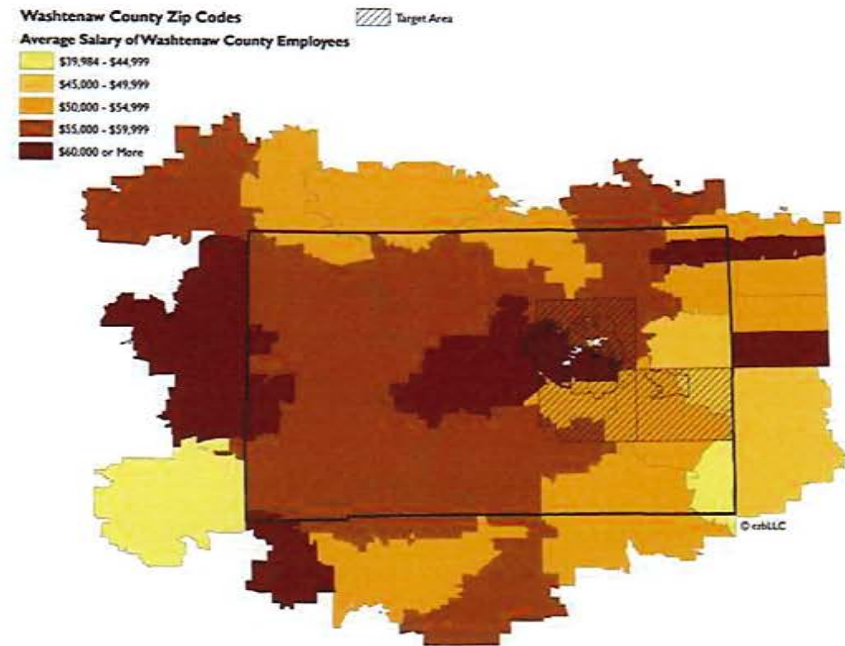 Washtenaw County Zip Codes
Target Area
Average Salary of Washtenaw County Employees
$39,984 - $44,999
$45,000 - $49,999
$50,000 - $54,999
$55,000 - $59,999
$60.000 or More
© czbLLC